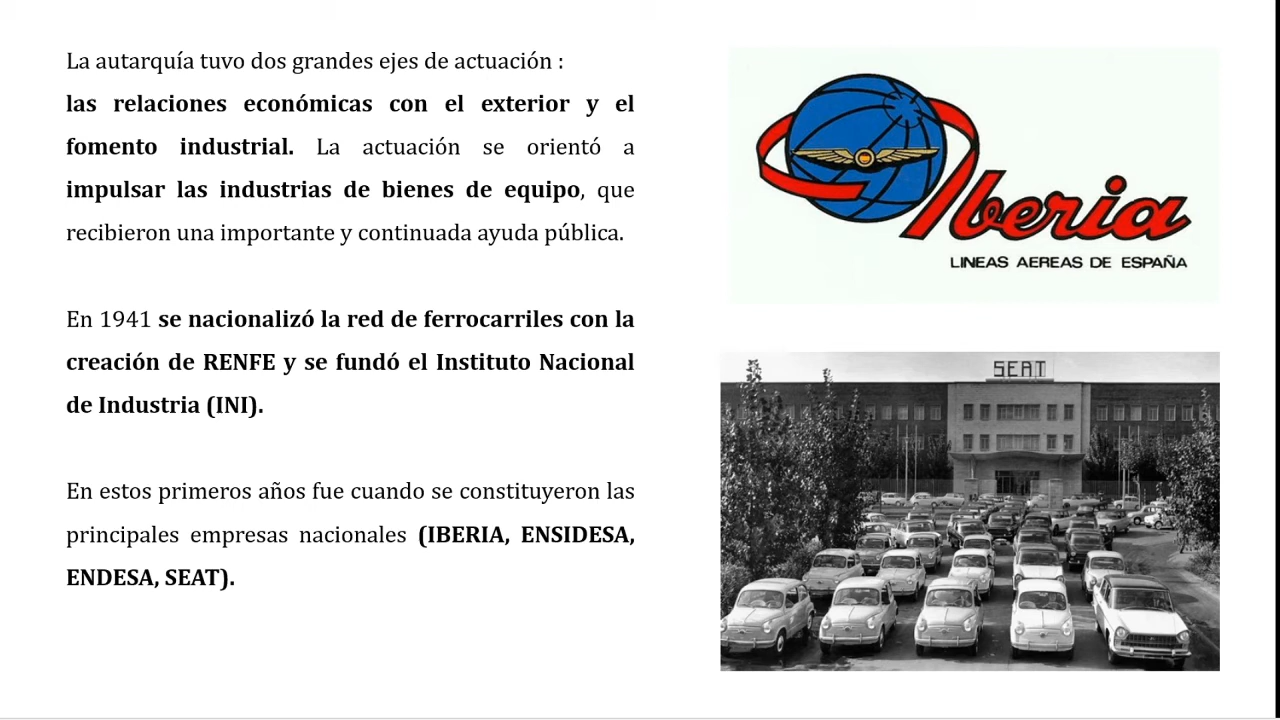 La autarquía tuvo dos grandes ejes de actuación :
las relaciones económicas con el exterior y el
fomento industrial. La actuación se orientó a
impulsar las industrias de bienes de equipo, que
recibieron una importante y continuada ayuda pública.
En 1941 se nacionalizó la red de ferrocarriles con la
creación de RENFE y se fundó el Instituto Nacional
de Industria (INI).
En estos primeros años fue cuando se constituyeron las
principales empresas nacionales (IBERIA, ENSIDESA,
ENDESA, SEAT).
Iberia
LINEAS AEREAS DE ESPAÑA
SEAT